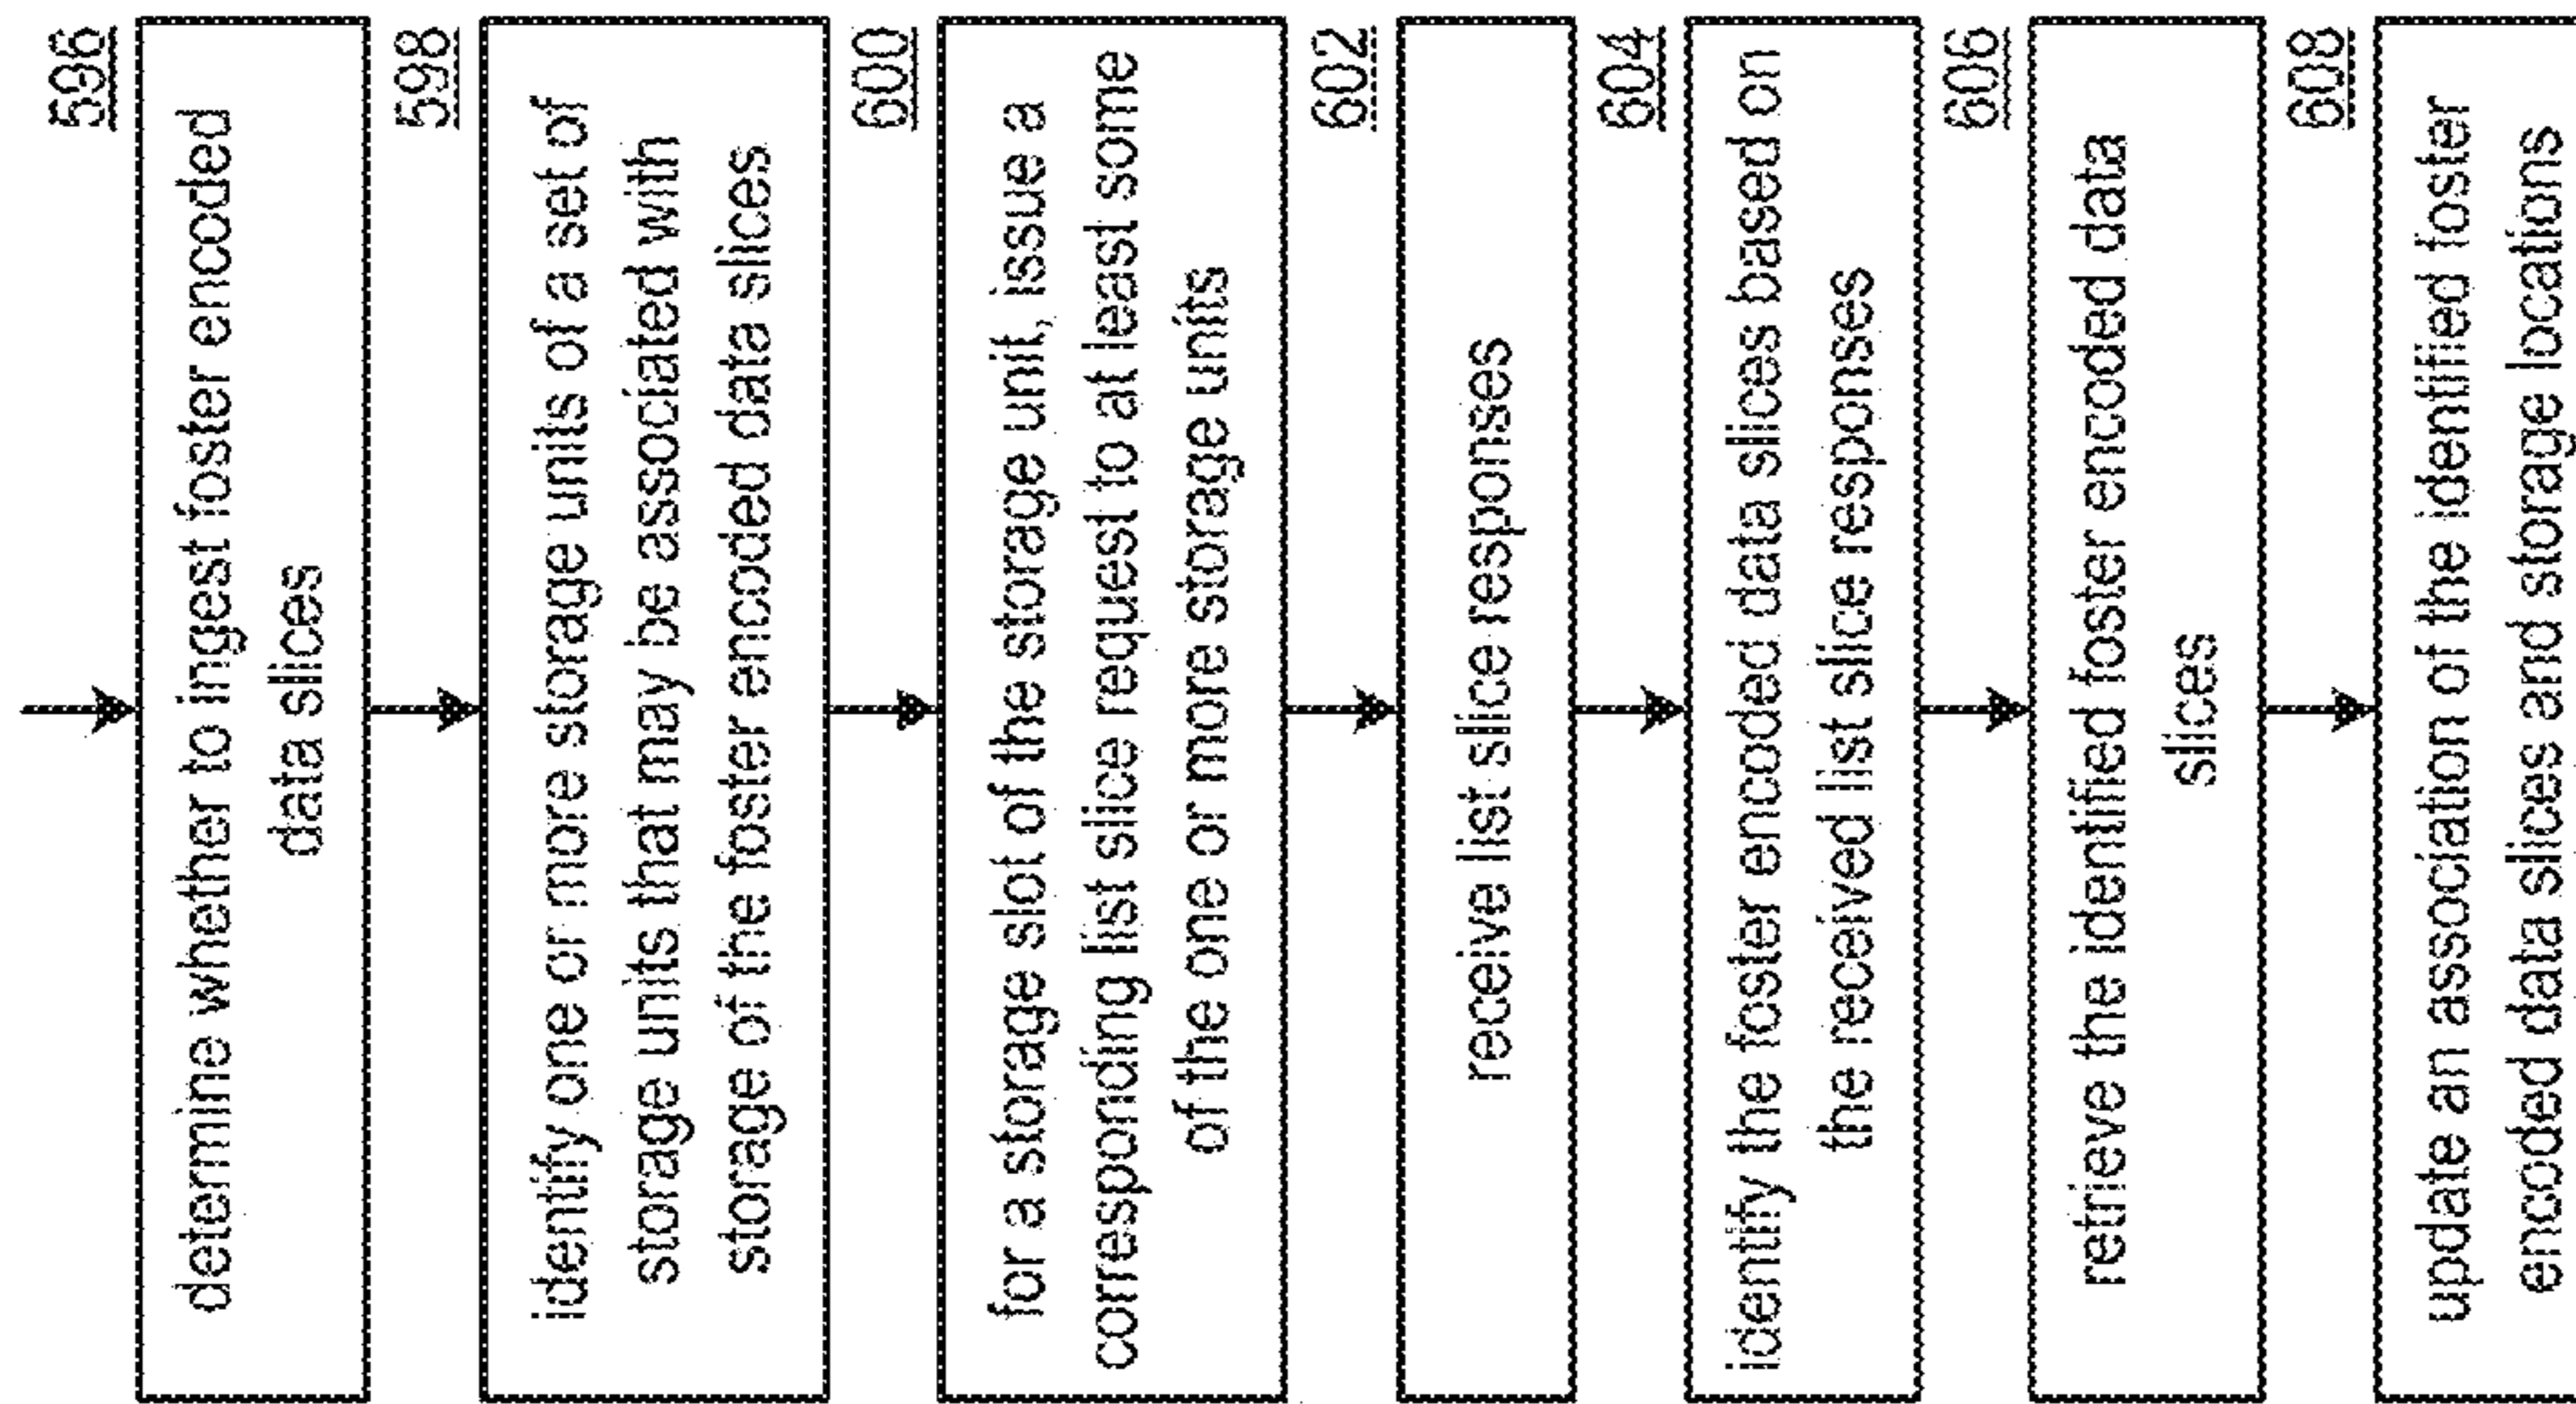 596
determine whether to ingest foster encoded
data slices
598
identify one or more storage units of a set of
storage units that may be associated with
storage of the foster encoded data slices
600
for a storage slot of the storage unit, issue a
corresponding list slice request to at least some
of the one or more storage units
602
receive list slice responses
604
identify the foster encoded data slices based on
the received list slice responses
606
retrieve the identified foster encoded data
slices
608
update an association of the identified foster
encoded data slices and storage locations